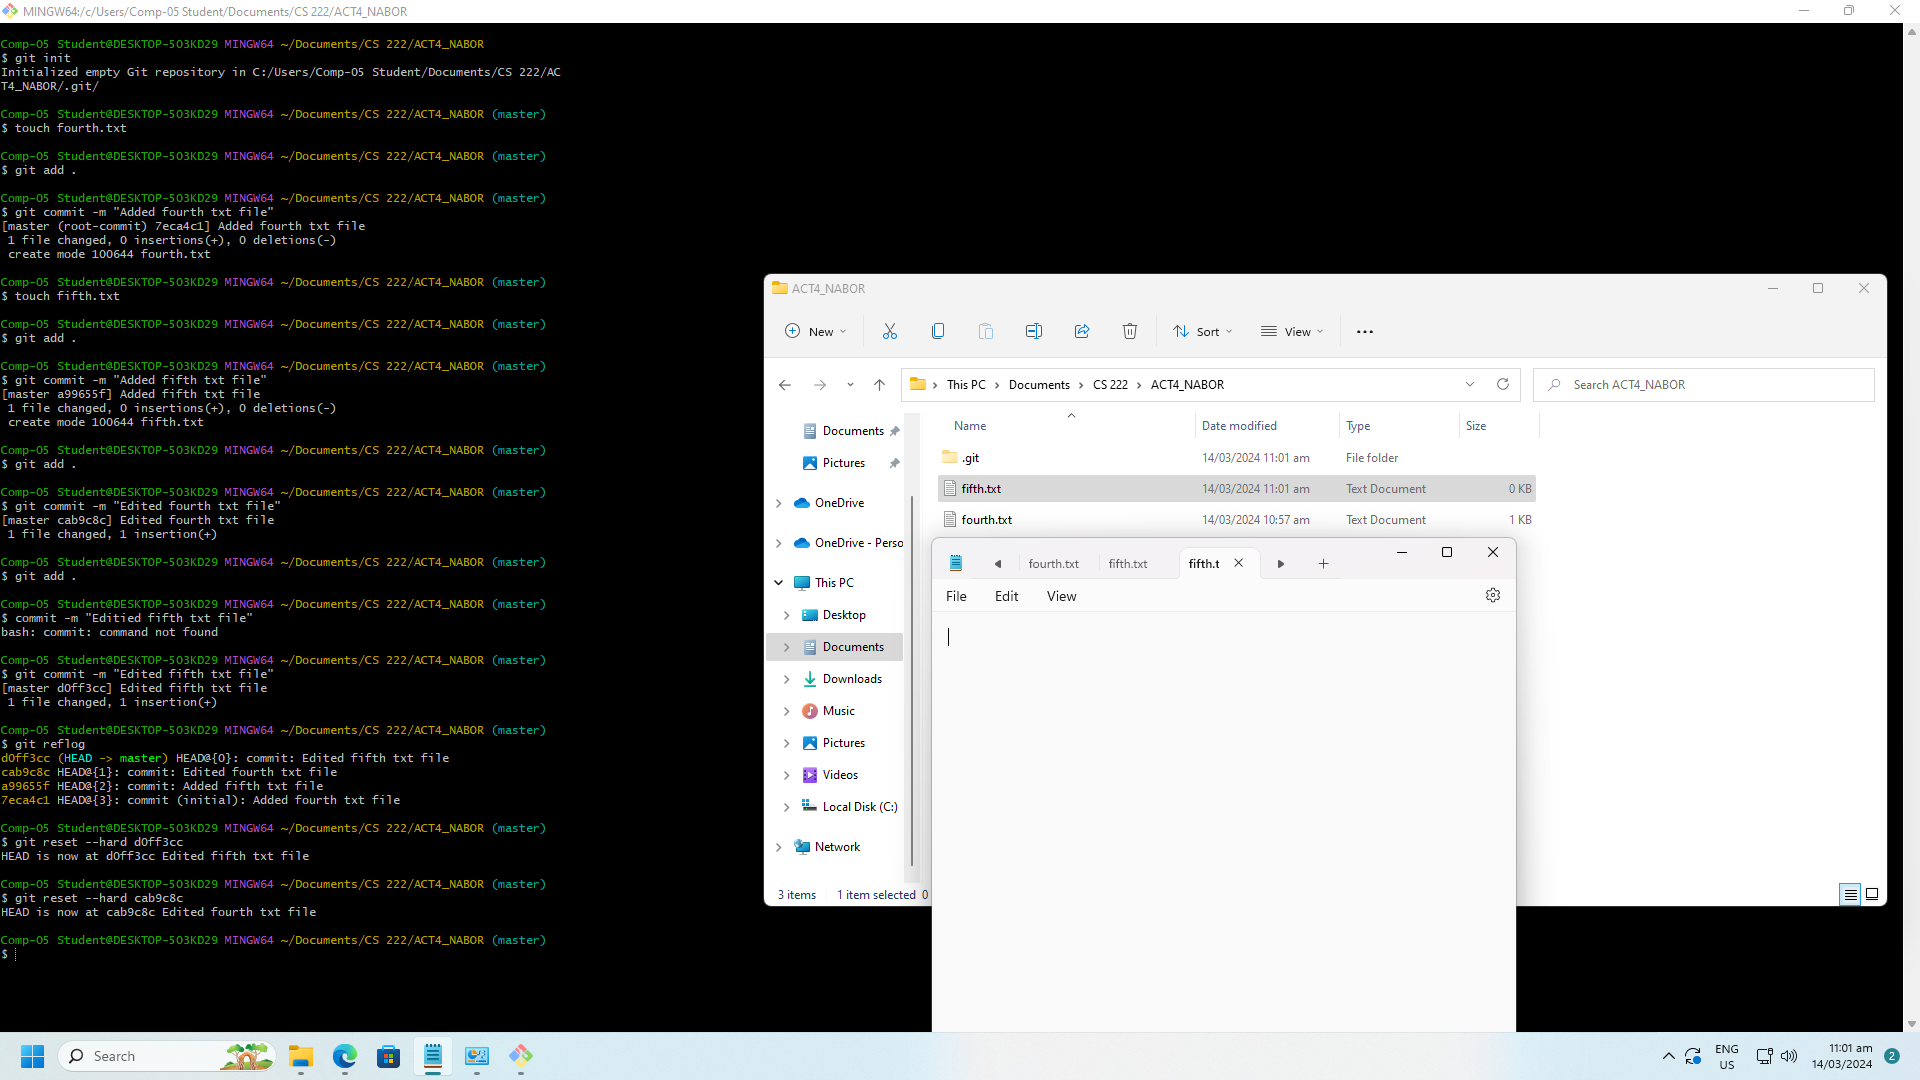 MINGW64:/c/Users/Comp-05 Student/Documents/CS 222/ACT4_NABOR
Comp-05 Student@DESKTOP-503KD29 MINGW64 ~/Documents/CS 222/ACT4_NABOR
$ git init
Initialized empty Git repository in C:/Users/Comp-05 Student/Documents/CS 222/AC
T4_NABOR/.git/
Comp-05 Student@DESKTOP-503KD29 MINGW64 ~/Documents/CS 222/ACT4_NABOR (master)
$ touch fourth.txt
Comp-05 Student@DESKTOP-503KD29 MINGW64 ~/Documents/CS 222/ACT4_NABOR (master)
$ git add .
Comp-05 Student@DESKTOP-503KD29 MINGW64 ~/Documents/CS 222/ACT4_NABOR (master)
$ git commit -m "Added fourth txt file"
[master (root-commit) 7eca4c1] Added fourth txt file
1 file changed, 0 insertions(+), 0 deletions(-)
create mode 100644 fourth.txt
Comp-05 Student@DESKTOP-503KD29 MINGW64 ~/Documents/CS 222/ACT4_NABOR (master)
$ touch fifth.txt
Comp-05 Student@DESKTOP-503KD29 MINGW64 ~/Documents/CS 222/ACT4_NABOR (master)
$ git add .
Comp-05 Student@DESKTOP-503KD29 MINGW64 ~/Documents/CS 222/ACT4_NABOR (master)
$ git commit -m "Added fifth txt file"
[master a99655f] Added fifth txt file
1 file changed, 0 insertions(+), 0 deletions(-)
create mode 100644 fifth.txt
Comp-05 Student@DESKTOP-503KD29 MINGW64 ~/Documents/CS 222/ACT4_NABOR (master)
$ git add .
Comp-05 Student@DESKTOP-503KD29 MINGW64 ~/Documents/CS 222/ACT4_NABOR (master)
$ git commit -m "Edited fourth txt file"
[master cab9c8c] Edited fourth txt file
1 file changed, 1 insertion(+)
Comp-05 Student@DESKTOP-503KD29 MINGW64 ~/Documents/CS 222/ACT4_NABOR (master)
$ git add .
Comp-05 Student@DESKTOP-503KD29 MINGW64 ~/Documents/CS 222/ACT4_NABOR (master)
$ commit -m "Editied fifth txt file"
bash: commit: command not found
Comp-05 Student@DESKTOP-503KD29 MINGW64 ~/Documents/CS 222/ACT4_NABOR (master)
$ git commit -m "Edited fifth txt file"
[master d0ff3cc] Edited fifth txt file
1 file changed, 1 insertion(+)
Comp-05 Student@DESKTOP-503KD29 MINGW64 ~/Documents/CS 222/ACT4_NABOR (master)
$ git reflog
d0ff3cc (HEAD -> master) HEAD@{0}: commit: Edited fifth txt file
cab9c8c HEAD@{1}: commit: Edited fourth txt file
a99655f HEAD@{2}: commit: Added fifth txt file
7eca4c1 HEAD@{3}: commit (initial): Added fourth txt file
Comp-05 Student@DESKTOP-503KD29 MINGW64 ~/Documents/CS 222/ACT4_NABOR (master)
$ git reset --hard d0ff3cc
HEAD is now at d0ff3cc Edited fifth txt file
Comp-05 Student@DESKTOP-503KD29 MINGW64 ~/Documents/CS 222/ACT4_NABOR (master)
$ git reset --hard cab9c8c
HEAD is now at cab9c8c Edited fourth txt file
Comp-05 Student@DESKTOP-503KD29 MINGW64 ~/Documents/CS 222/ACT4_NABOR (master)
$
ACT4_NABOR
New Sort View
This PC Documents CS 222 ACT4_NABOR
Search ACT4_NABOR
Documents
Pictures
OneDrive
OneDrive - Perso
This PC
Desktop
Documents
Downloads
Music
Pictures
Videos
Local Disk (C:)
Network
Name Date modified Type Size
.git 14/03/2024 11:01 am File folder
fifth.txt 14/03/2024 11:01 am Text Document 0 KB
fourth.txt 14/03/2024 10:57 am Text Document 1 KB
3 items 1 item selected 0
fourth.txt fifth.txt fifth.t
File Edit View
Search
ENG
US
11:01 am
14/03/2024
2